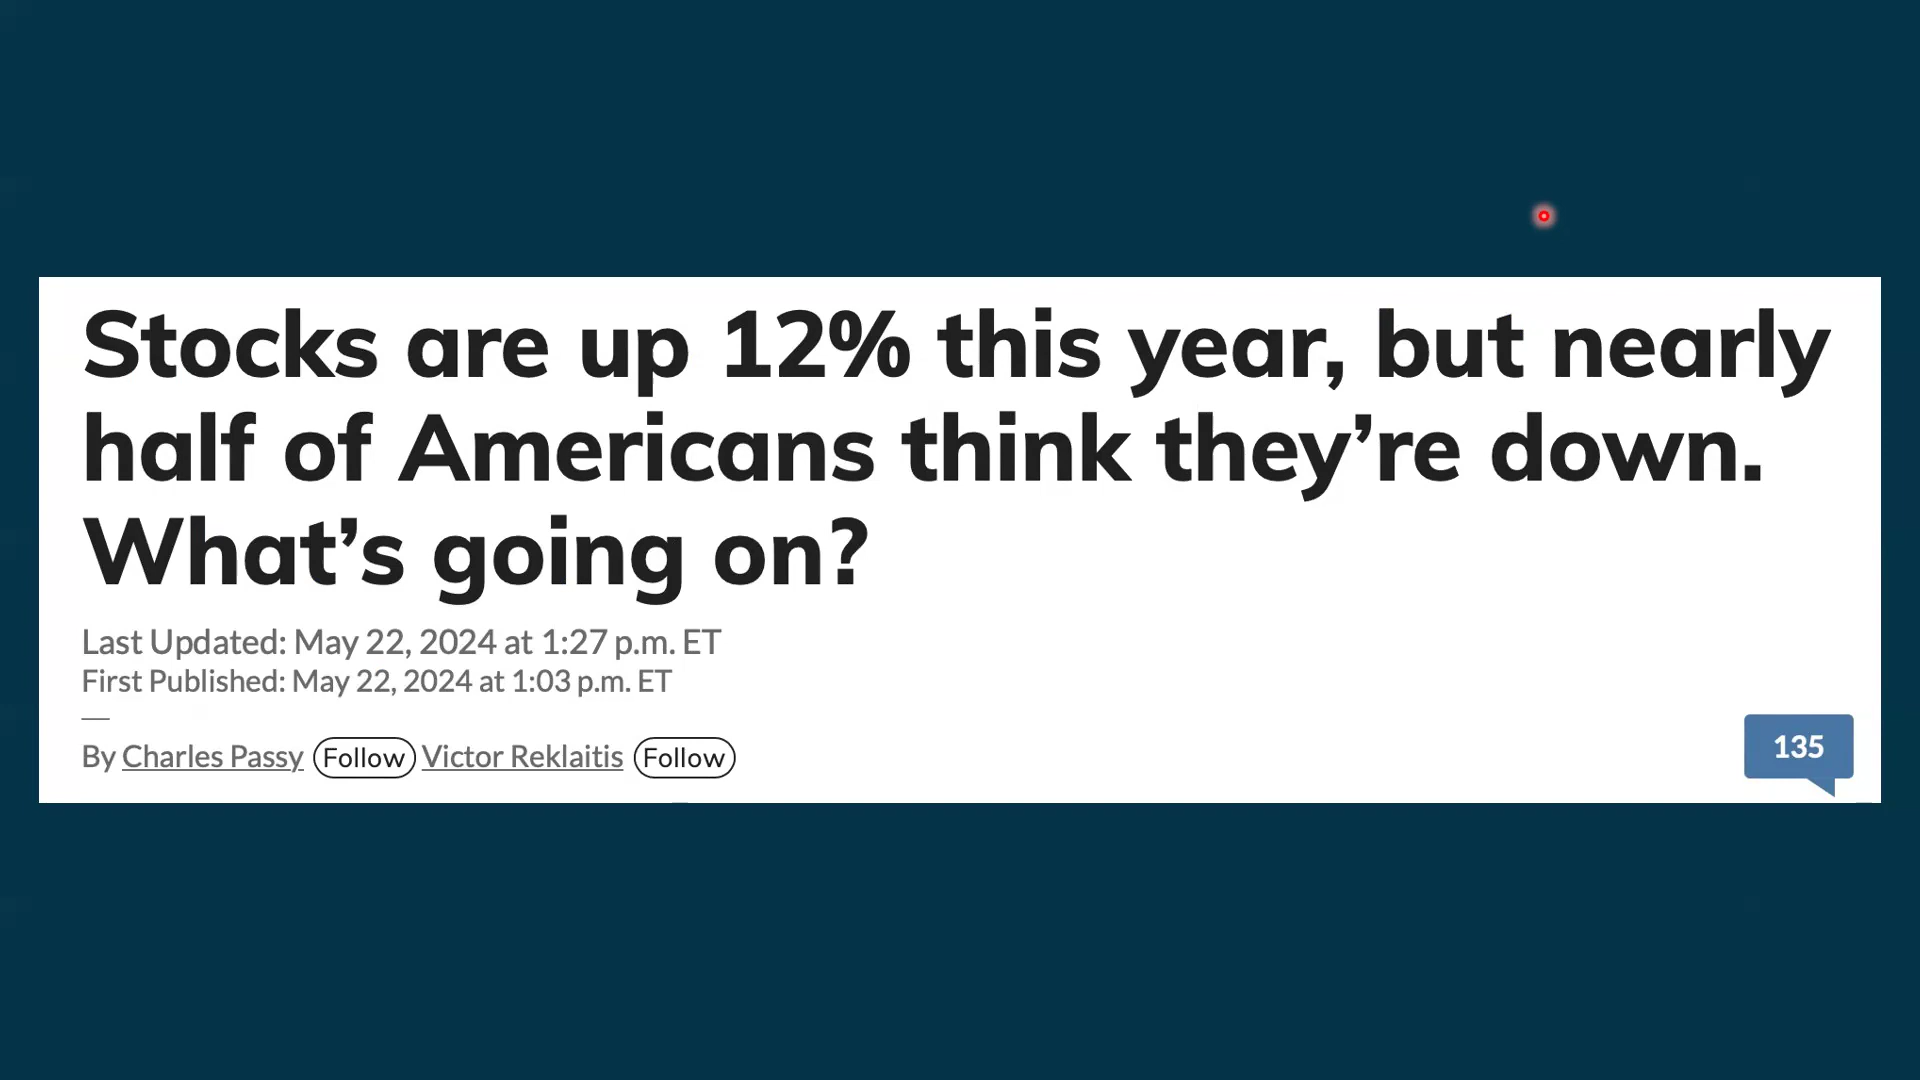 Stocks are up 12% this year, but nearly
half of Americans think they’re down.
What’s going on?
Last Updated: May 22, 2024 at 1:27 p.m. ET
First Published: May 22, 2024 at 1:03 p.m. ET
By Charles Passy Follow Victor Reklaitis Follow
135